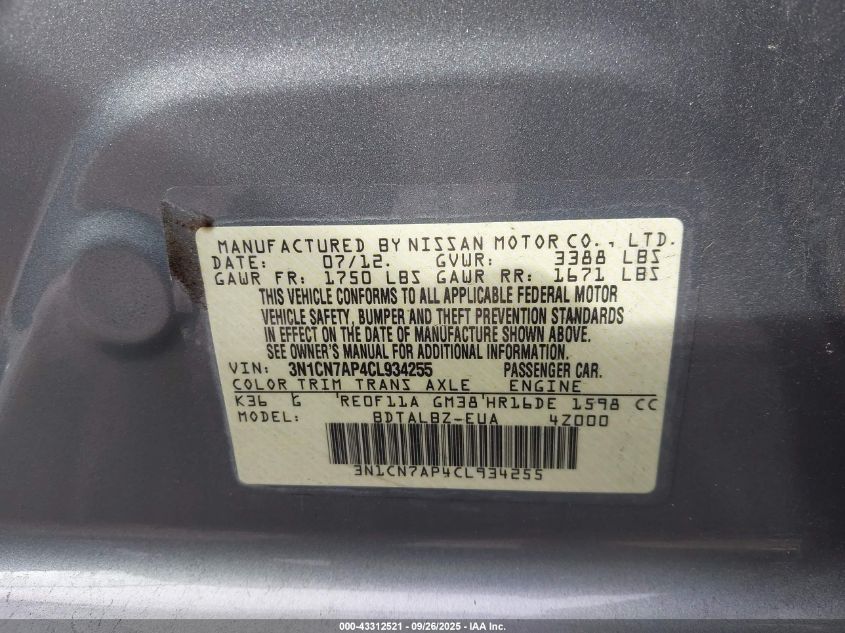 MANUFACTURED BY NISSAN MOTOR CO., LTD.
DATE: 07/12. GVWR: 3388 LBS
GAWR FR: 1750 LBS GAWR RR: 1671 LBS
THIS VEHICLE CONFORMS TO ALL APPLICABLE FEDERAL MOTOR
VEHICLE SAFETY, BUMPER AND THEFT PREVENTION STANDARDS
IN EFFECT ON THE DATE OF MANUFACTURE SHOWN ABOVE.
SEE OWNER'S MANUAL FOR ADDITIONAL INFORMATION.
VIN: 3N1CN7AP4CL934255 PASSENGER CAR.
COLOR TRIM TRANS AXLE ENGINE
K36 G RE0F11A GM38 HR16DE 1598 CC
MODEL: BDTALBZ-EUA 4Z000
3N1CN7AP4CL934255
000-43312521 - 09/26/2025 - IAA Inc.